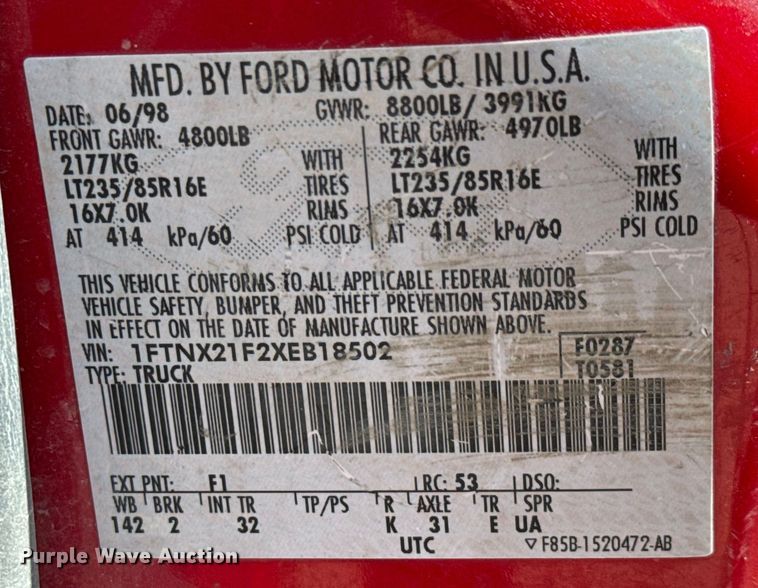 MFD. BY FORD MOTOR CO. IN U.S.A.
DATE: 06/98 GVWR: 8800LB/ 3991KG
FRONT GAWR: 4800LB REAR GAWR: 4970LB
2177KG WITH 2254KG WITH
LT235/85R16E TIRES LT235/85R16E TIRES
16X7.0K RIMS 16X7.0K RIMS
AT 414 kPa/60 PSI COLD AT 414 kPa/60 PSI COLD
THIS VEHICLE CONFORMS TO ALL APPLICABLE FEDERAL MOTOR
VEHICLE SAFETY, BUMPER, AND THEFT PREVENTION STANDARDS
IN EFFECT ON THE DATE OF MANUFACTURE SHOWN ABOVE.
VIN: 1FTNX21F2XEB18502 F0287
TYPE: TRUCK T0581
EXT PNT: F1 RC: 53 DSO:
WB BRK INT TR TP/PS R AXLE TR SPR
142 2 32 K 31 E UA
UTC ▽ F85B-1520472-AB
Purple Wave Auction